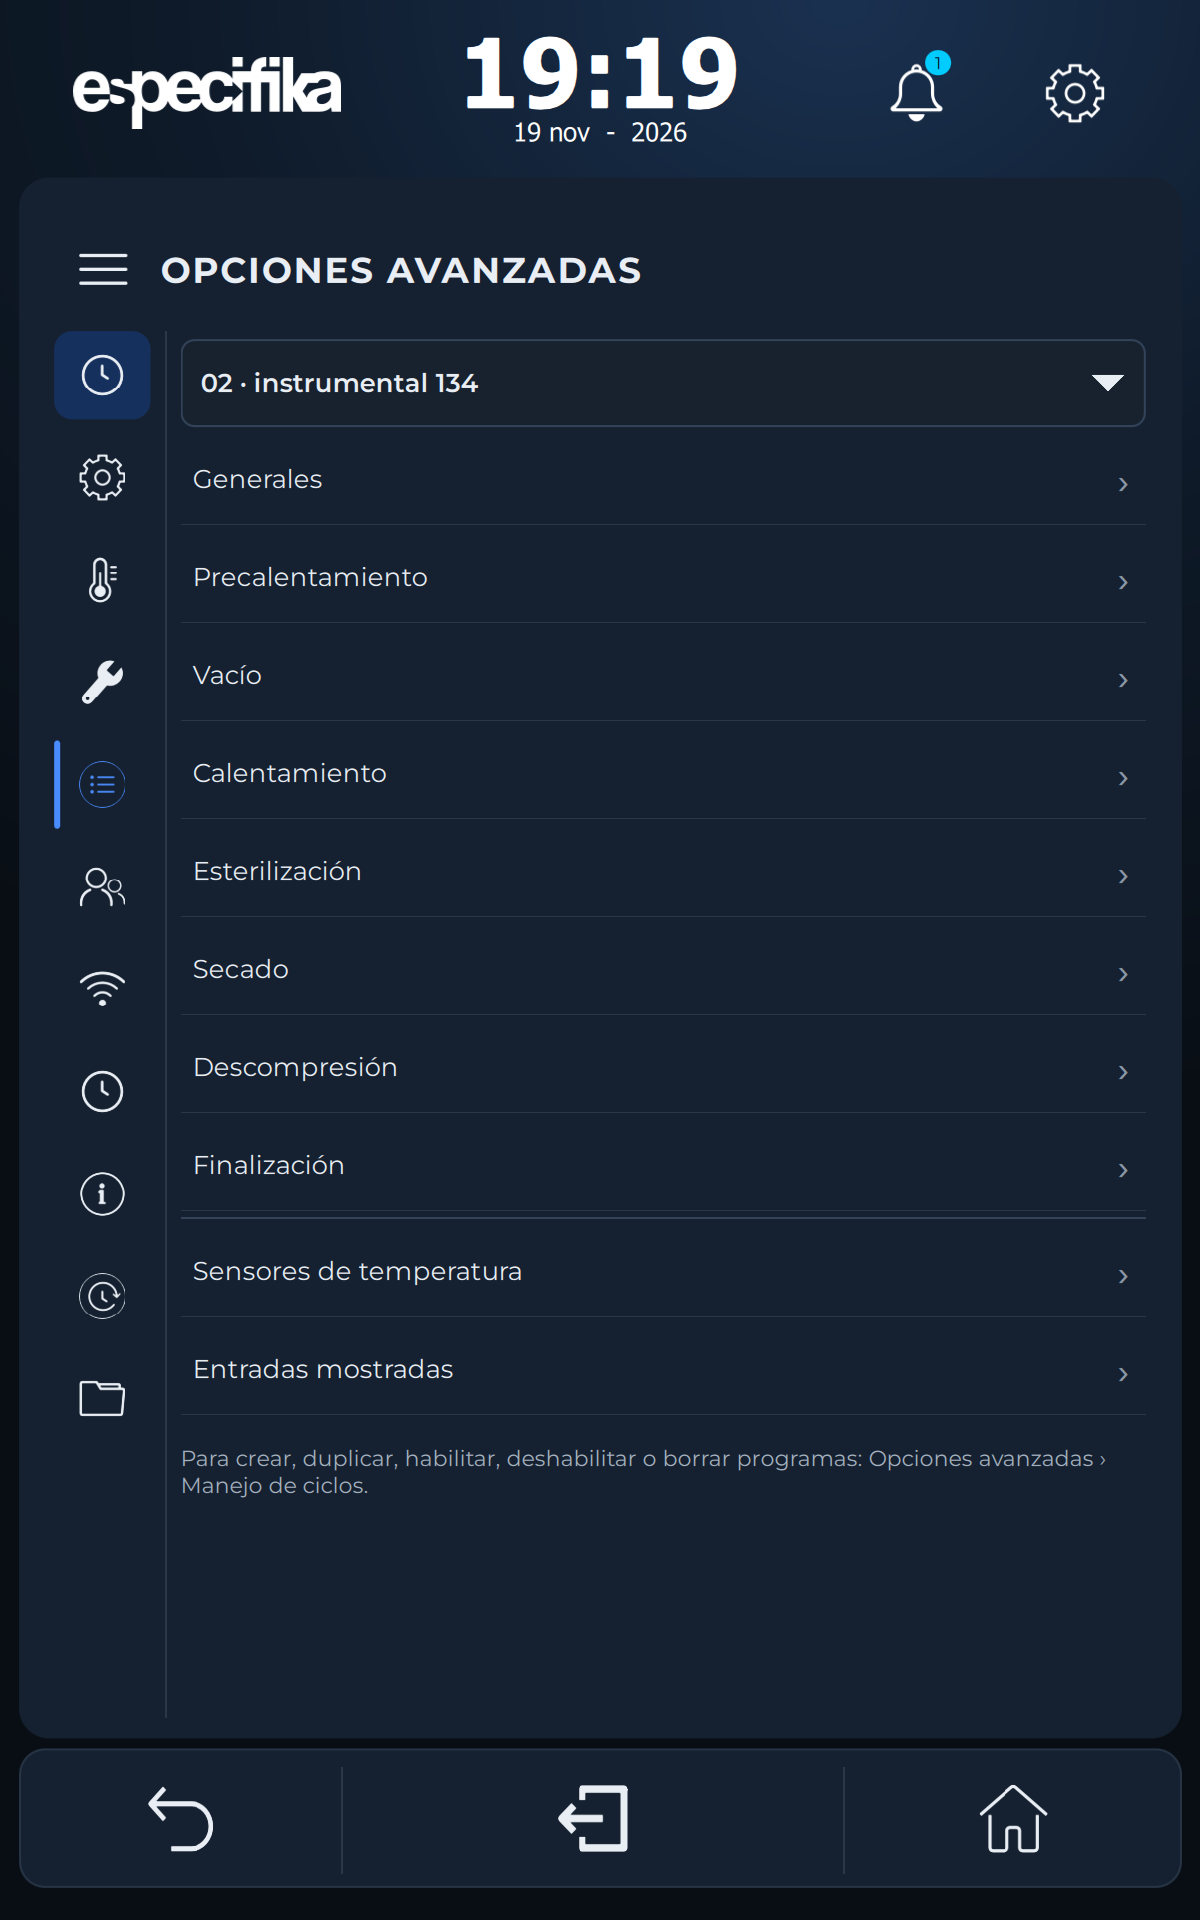 especifika
19:19
19 nov - 2026
1
OPCIONES AVANZADAS
02 · instrumental 134
Generales ›
Precalentamiento ›
Vacío ›
Calentamiento ›
Esterilización ›
Secado ›
Descompresión ›
Finalización ›
Sensores de temperatura ›
Entradas mostradas ›
Para crear, duplicar, habilitar, deshabilitar o borrar programas: Opciones avanzadas ›
Manejo de ciclos.